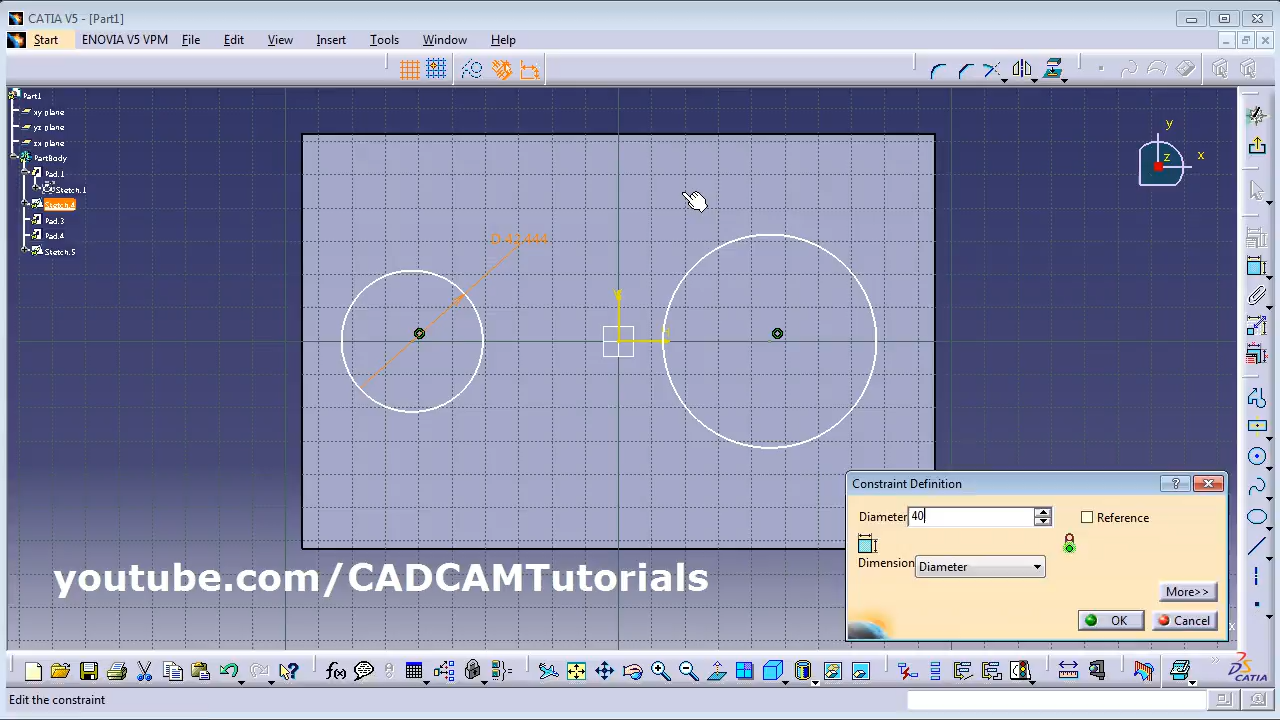 CATIA V5 - [Part1]
Start ENOVIA V5 VPM File Edit View Insert Tools Window Help
Part1
xy plane
yz plane
zx plane
PartBody
Pad.1
Sketch.1
Sketch.4
Pad.3
Pad.4
Sketch.5
y
z
x
Constraint Definition
Diameter 40
Reference
Dimension Diameter
More>>
OK Cancel
youtube.com/CADCAMTutorials
f(x)
CATIA
Edit the constraint